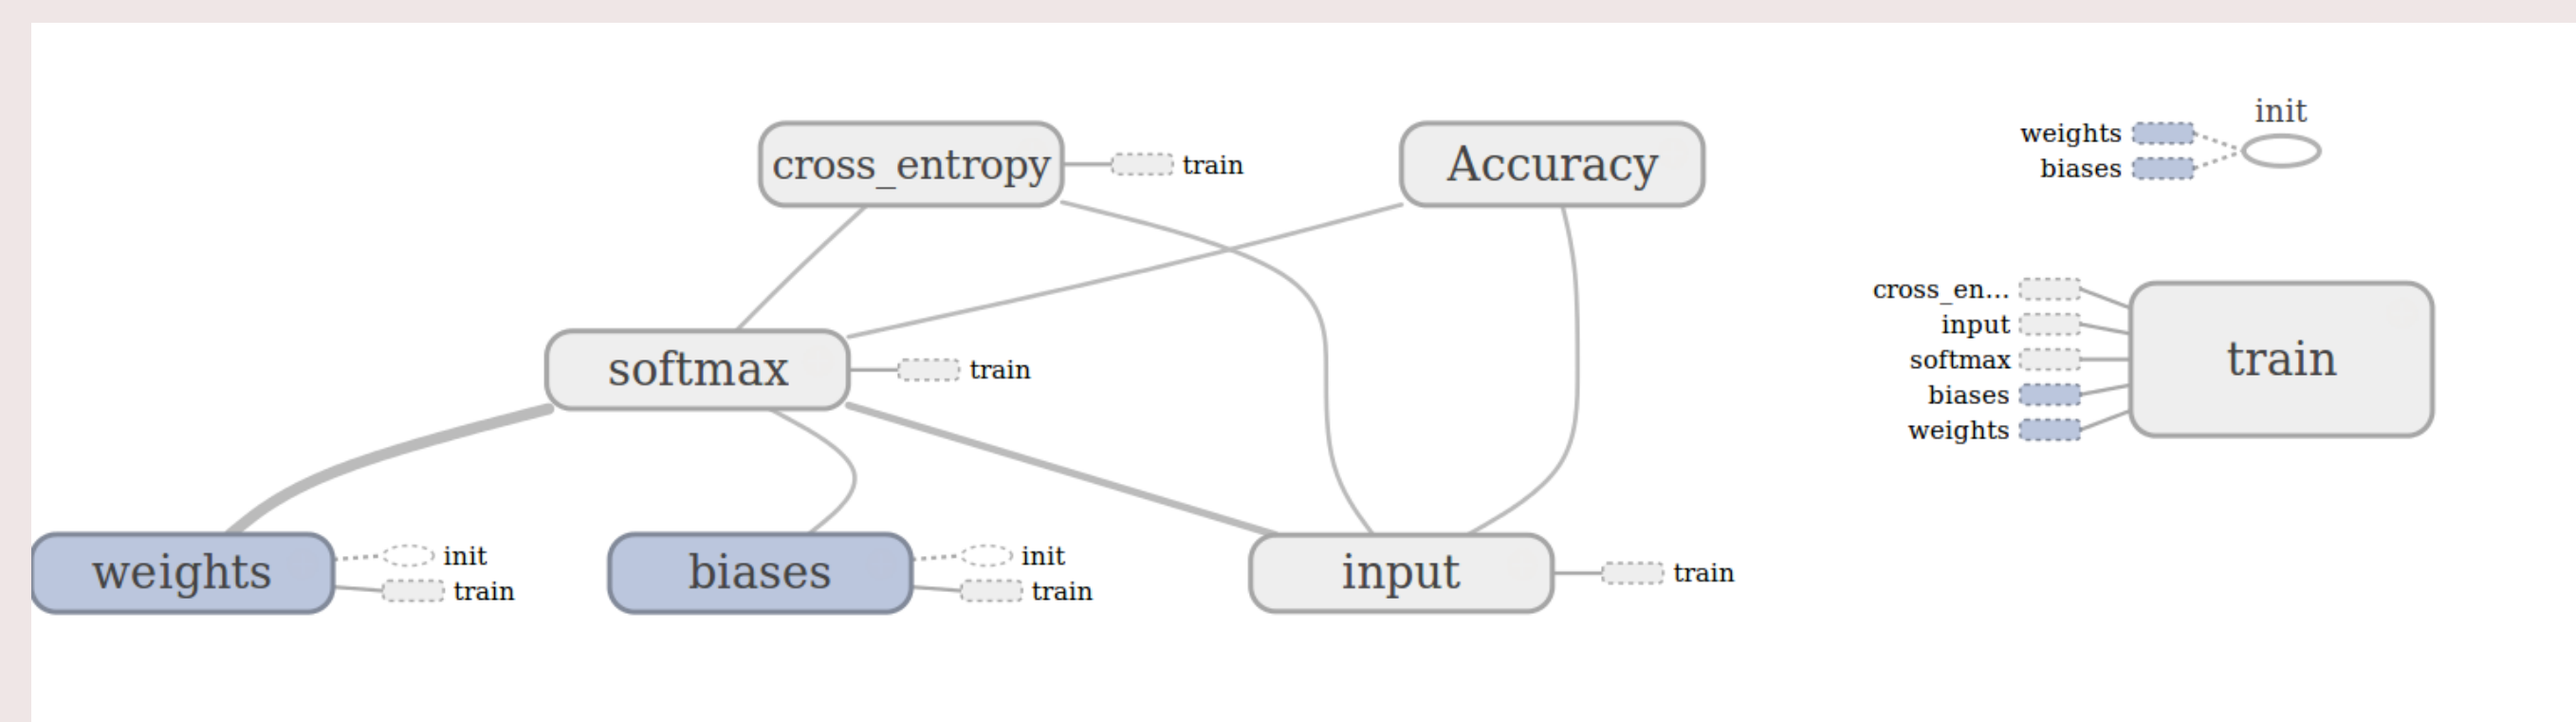 init
weights
biases
cross_entropy
train
Accuracy
cross_en...
input
softmax
biases
weights
train
softmax
train
weights
init
train
biases
init
train
input
train